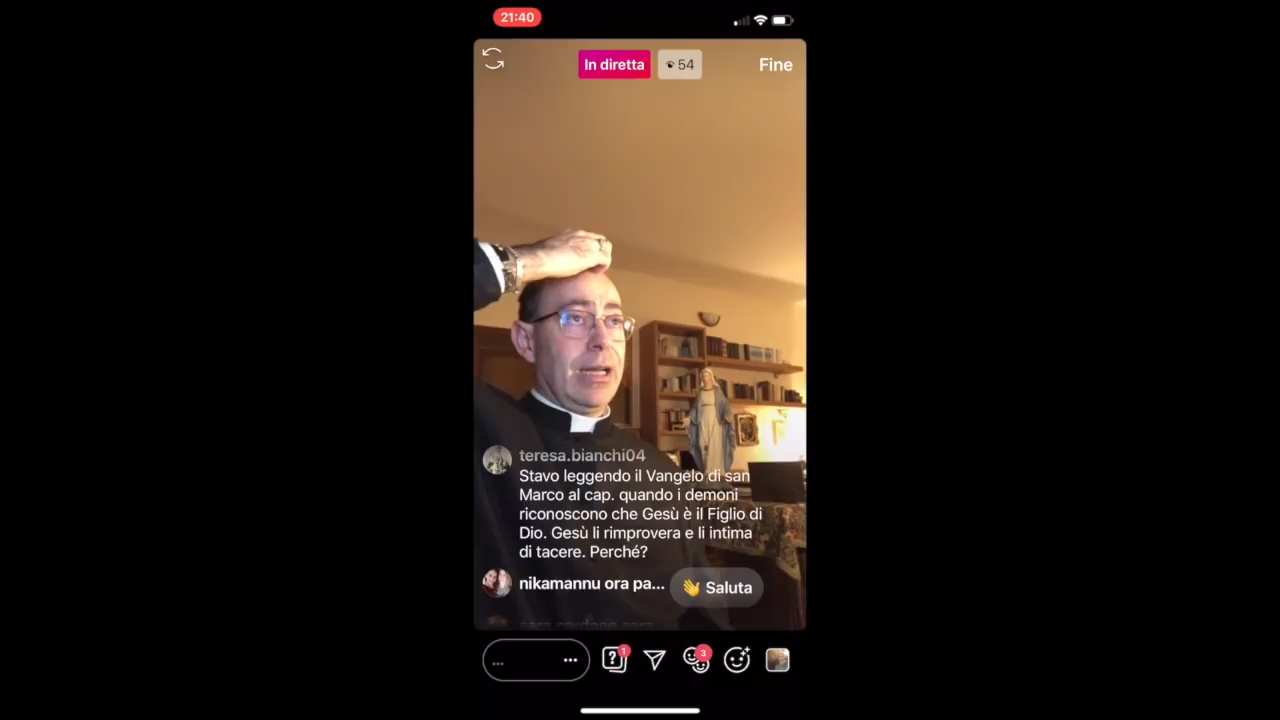 21:40
In diretta
54
Fine
teresa.bianchi04
Stavo leggendo il Vangelo di san
Marco al cap. quando i demoni
riconoscono che Gesù è il Figlio di
Dio. Gesù li rimprovera e li intima
di tacere. Perché?
nikamannu ora pa...
👋 Saluta
...
1
3